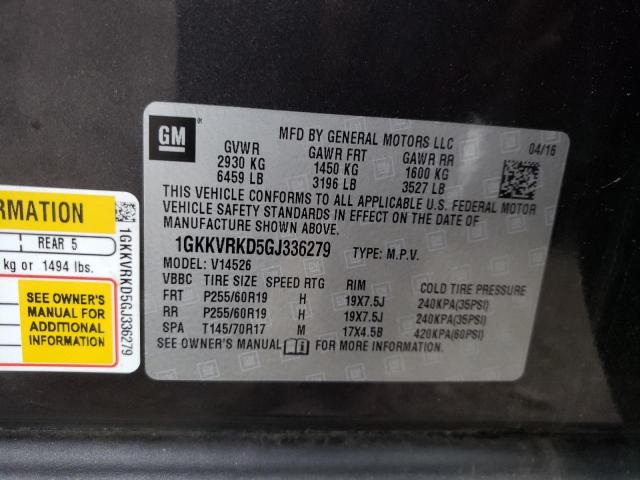 GM
MFD BY GENERAL MOTORS LLC
04/16
GVWR GAWR FRT GAWR RR
2930 KG 1450 KG 1600 KG
6459 LB 3196 LB 3527 LB
THIS VEHICLE CONFORMS TO ALL APPLICABLE U.S. FEDERAL MOTOR
VEHICLE SAFETY STANDARDS IN EFFECT ON THE DATE OF
MANUFACTURE SHOWN ABOVE.
1GKKVRKD5GJ336279 TYPE: M.P.V.
MODEL: V14526
VBBC TIRE SIZE SPEED RTG RIM COLD TIRE PRESSURE
FRT P255/60R19 H 19X7.5J 240KPA(35PSI)
RR P255/60R19 H 19X7.5J 240KPA(35PSI)
SPA T145/70R17 M 17X4.5B 420KPA(60PSI)
SEE OWNER'S MANUAL FOR MORE INFORMATION.
RMATION
5 REAR 5
kg or 1494 lbs.
SEE OWNER'S
MANUAL FOR
ADDITIONAL
INFORMATION
1GKKVRKD5GJ336279